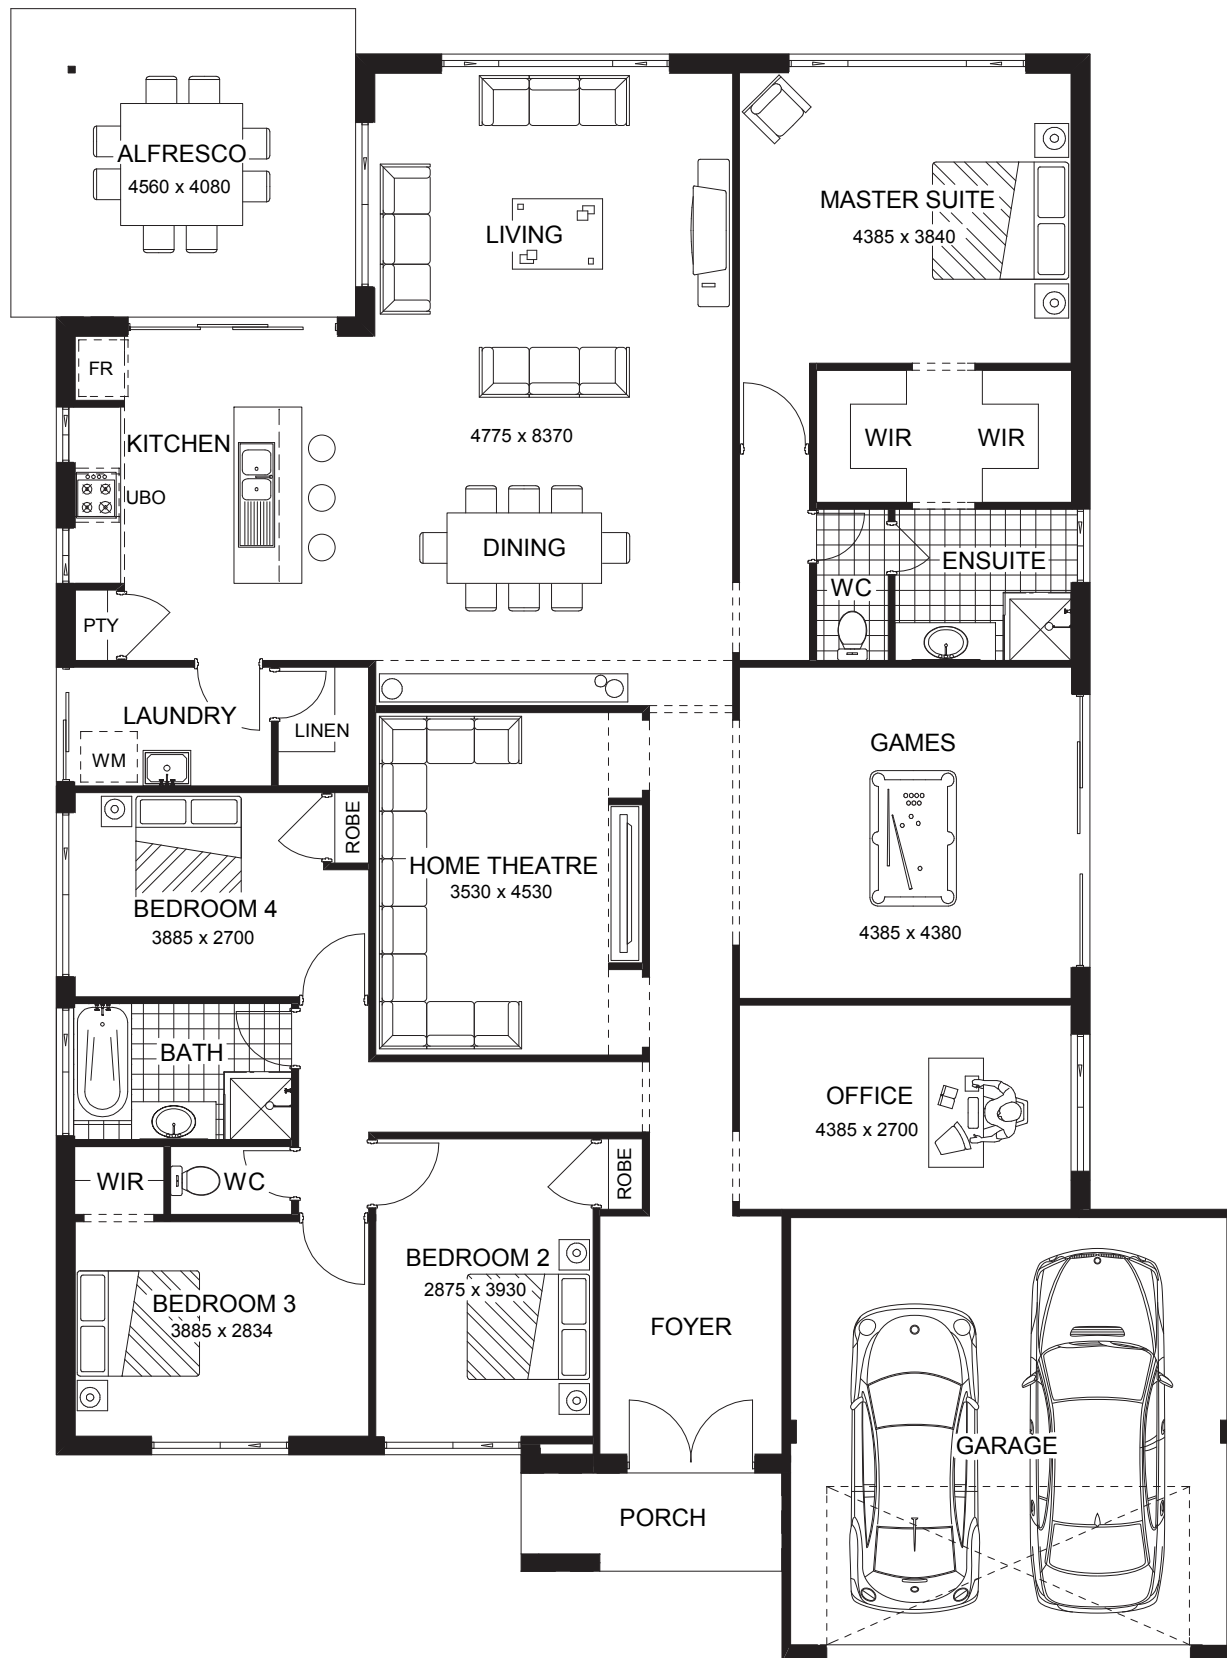 ALFRESCO
4560 x 4080
LIVING
MASTER SUITE
4385 x 3840
FR
KITCHEN
UBO
4775 x 8370
DINING
PTY
WIR
WIR
WC
ENSUITE
LAUNDRY
LINEN
WM
GAMES
4385 x 4380
ROBE
BEDROOM 4
3885 x 2700
HOME THEATRE
3530 x 4530
BATH
OFFICE
4385 x 2700
WIR
WC
ROBE
BEDROOM 2
2875 x 3930
BEDROOM 3
3885 x 2834
FOYER
GARAGE
PORCH